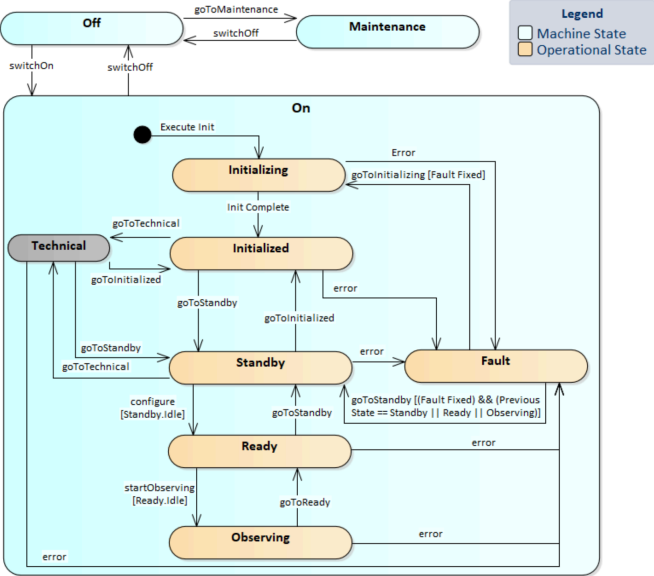 goToMaintenance
Off
Maintenance
switchOff
Legend
Machine State
Operational State
switchOn
switchOff
On
Execute Init
Error
Initializing
goToInitializing [Fault Fixed]
Init Complete
goToTechnical
Technical
Initialized
goToInitialized
error
goToStandby
goToInitialized
goToStandby
error
goToTechnical
Standby
Fault
configure
[Standby.Idle]
goToStandby
goToStandby [(Fault Fixed) && (Previous
State == Standby || Ready || Observing)]
Ready
error
startObserving
[Ready.Idle]
goToReady
Observing
error
error